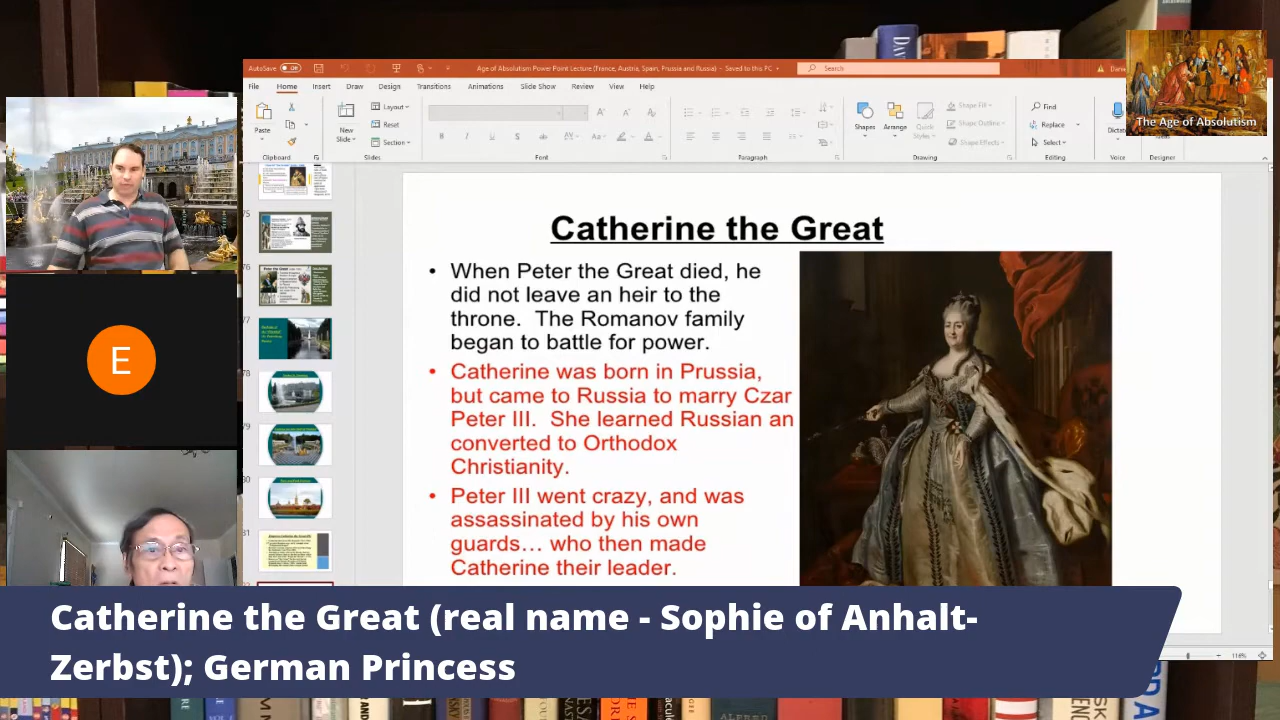 AutoSave
Off
Age of Absolutism Power Point Lecture (France, Austria, Spain, Prussia and Russia) - Saved to this PC
Search
The Age of Absolutism
File Home Insert Draw Design Transitions Animations Slide Show Review View Help
Paste
Clipboard
New
Slide
Layout
Reset
Section
Slides
Font
Paragraph
Shapes
Arrange
Quick
Styles
Shape Fill
Shape Outline
Shape Effects
Drawing
Find
Replace
Select
Editing
Voice
Designer
Catherine the Great
• When Peter the Great died, he
did not leave an heir to the
throne. The Romanov family
began to battle for power.
• Catherine was born in Prussia,
but came to Russia to marry Czar
Peter III. She learned Russian an
converted to Orthodox
Christianity.
• Peter III went crazy, and was
assassinated by his own
guards... who then made
Catherine their leader.
E
Catherine the Great (real name - Sophie of Anhalt-
Zerbst); German Princess